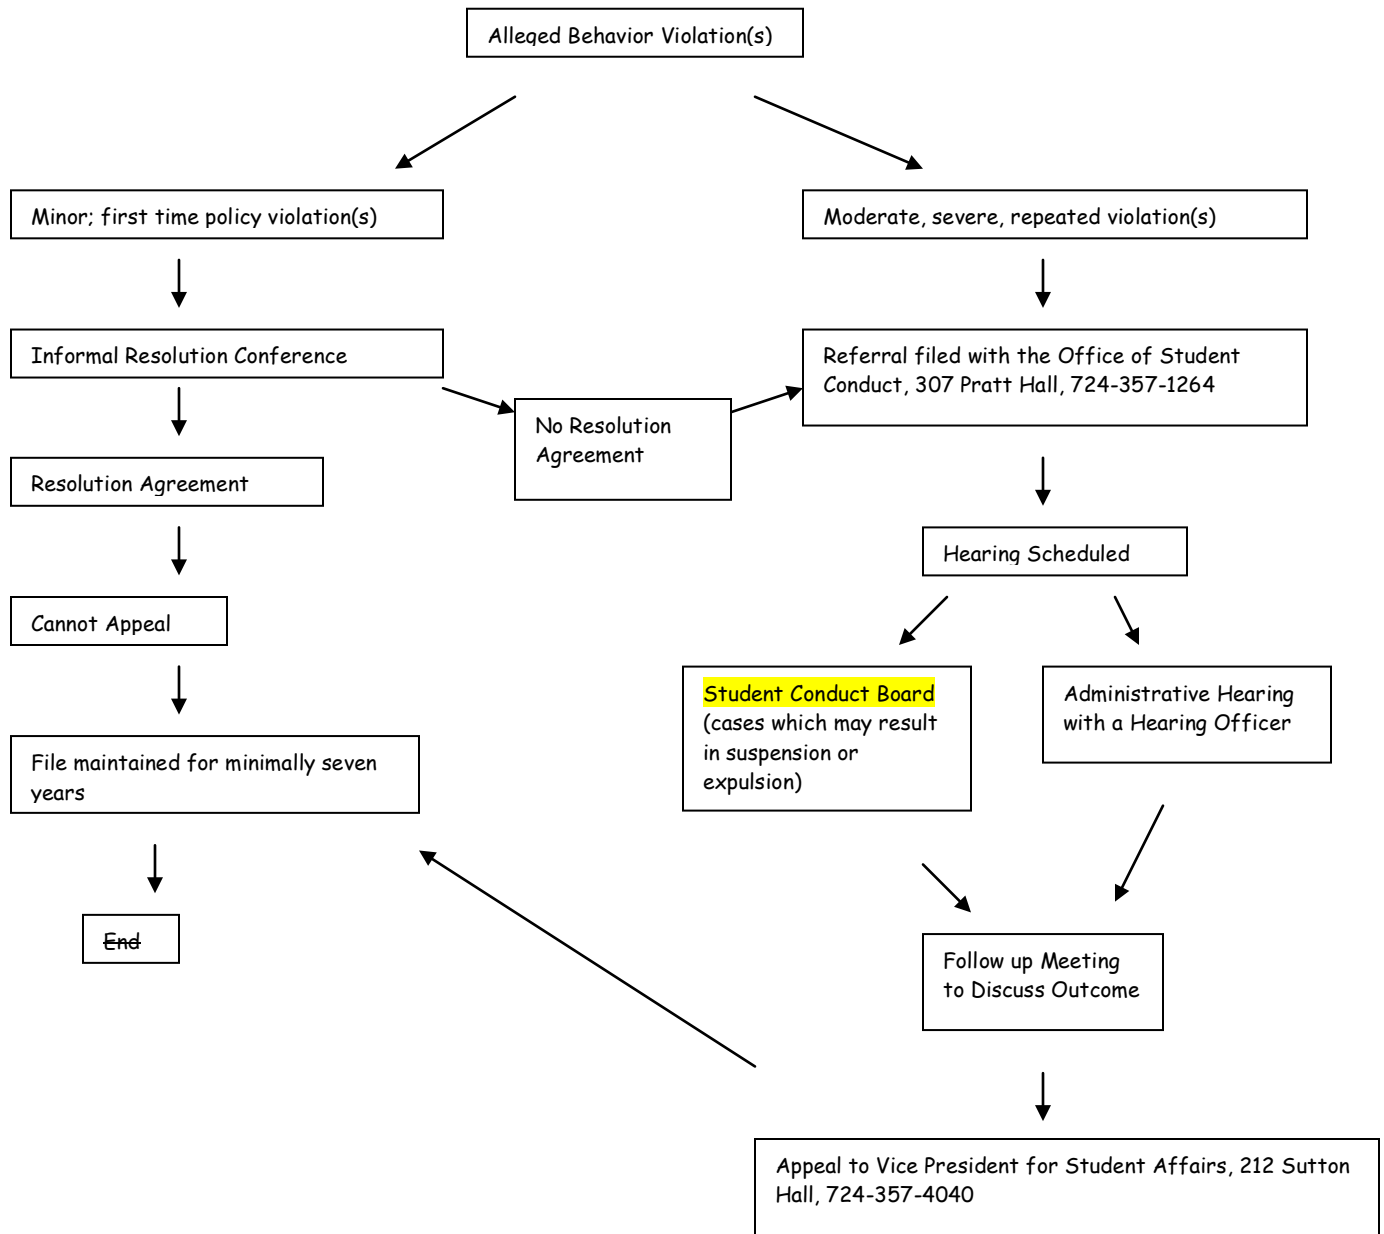 Alleged Behavior Violation(s)
Minor; first time policy violation(s)
Moderate, severe, repeated violation(s)
Informal Resolution Conference
Referral filed with the Office of Student
Conduct, 307 Pratt Hall, 724-357-1264
No Resolution
Agreement
Resolution Agreement
Hearing Scheduled
Cannot Appeal
Student Conduct Board
(cases which may result
in suspension or
expulsion)
Administrative Hearing
with a Hearing Officer
File maintained for minimally seven
years
End
Follow up Meeting
to Discuss Outcome
Appeal to Vice President for Student Affairs, 212 Sutton
Hall, 724-357-4040